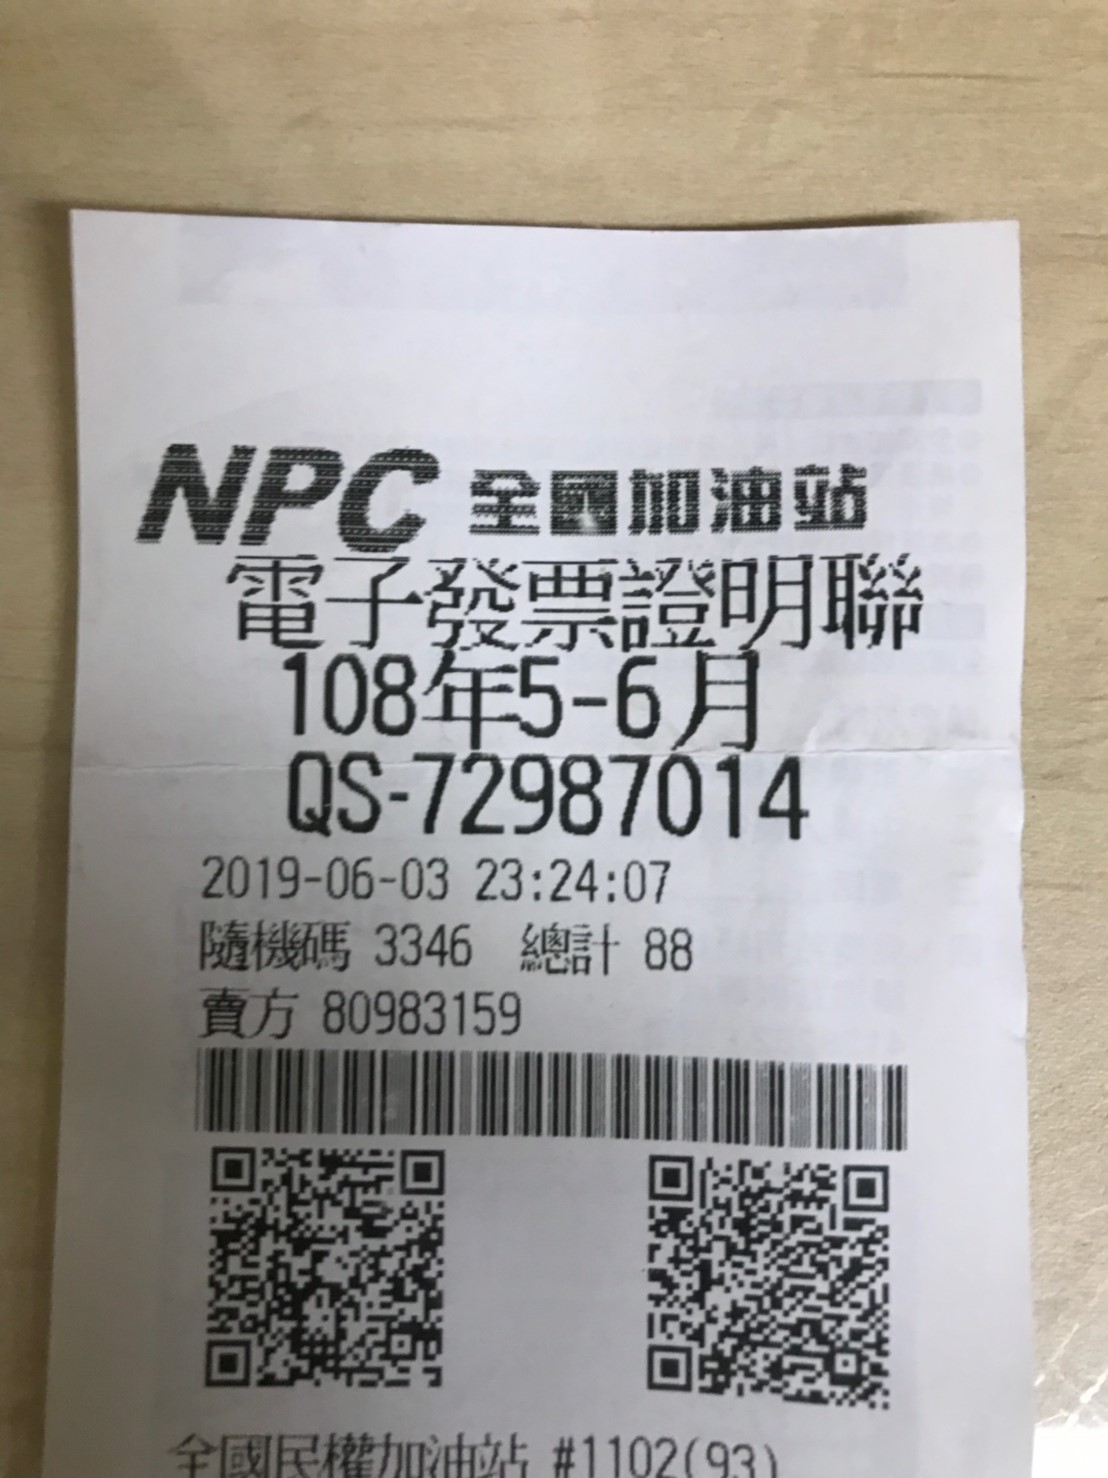 NPC 全國加油站
電子發票證明聯
108年5-6月
QS-72987014
2019-06-03 23:24:07
隨機碼 3346 總計 88
賣方 80983159
全國民權加油站 #1102(93)